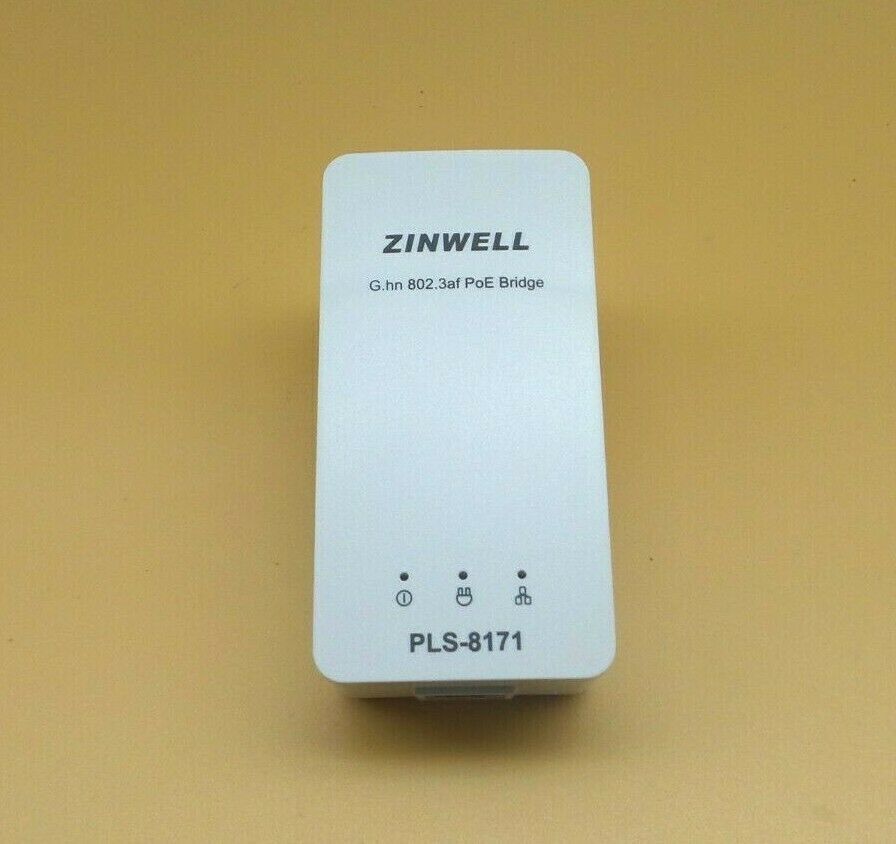 ZINWELL
G.hn 802.3af PoE Bridge
PLS-8171